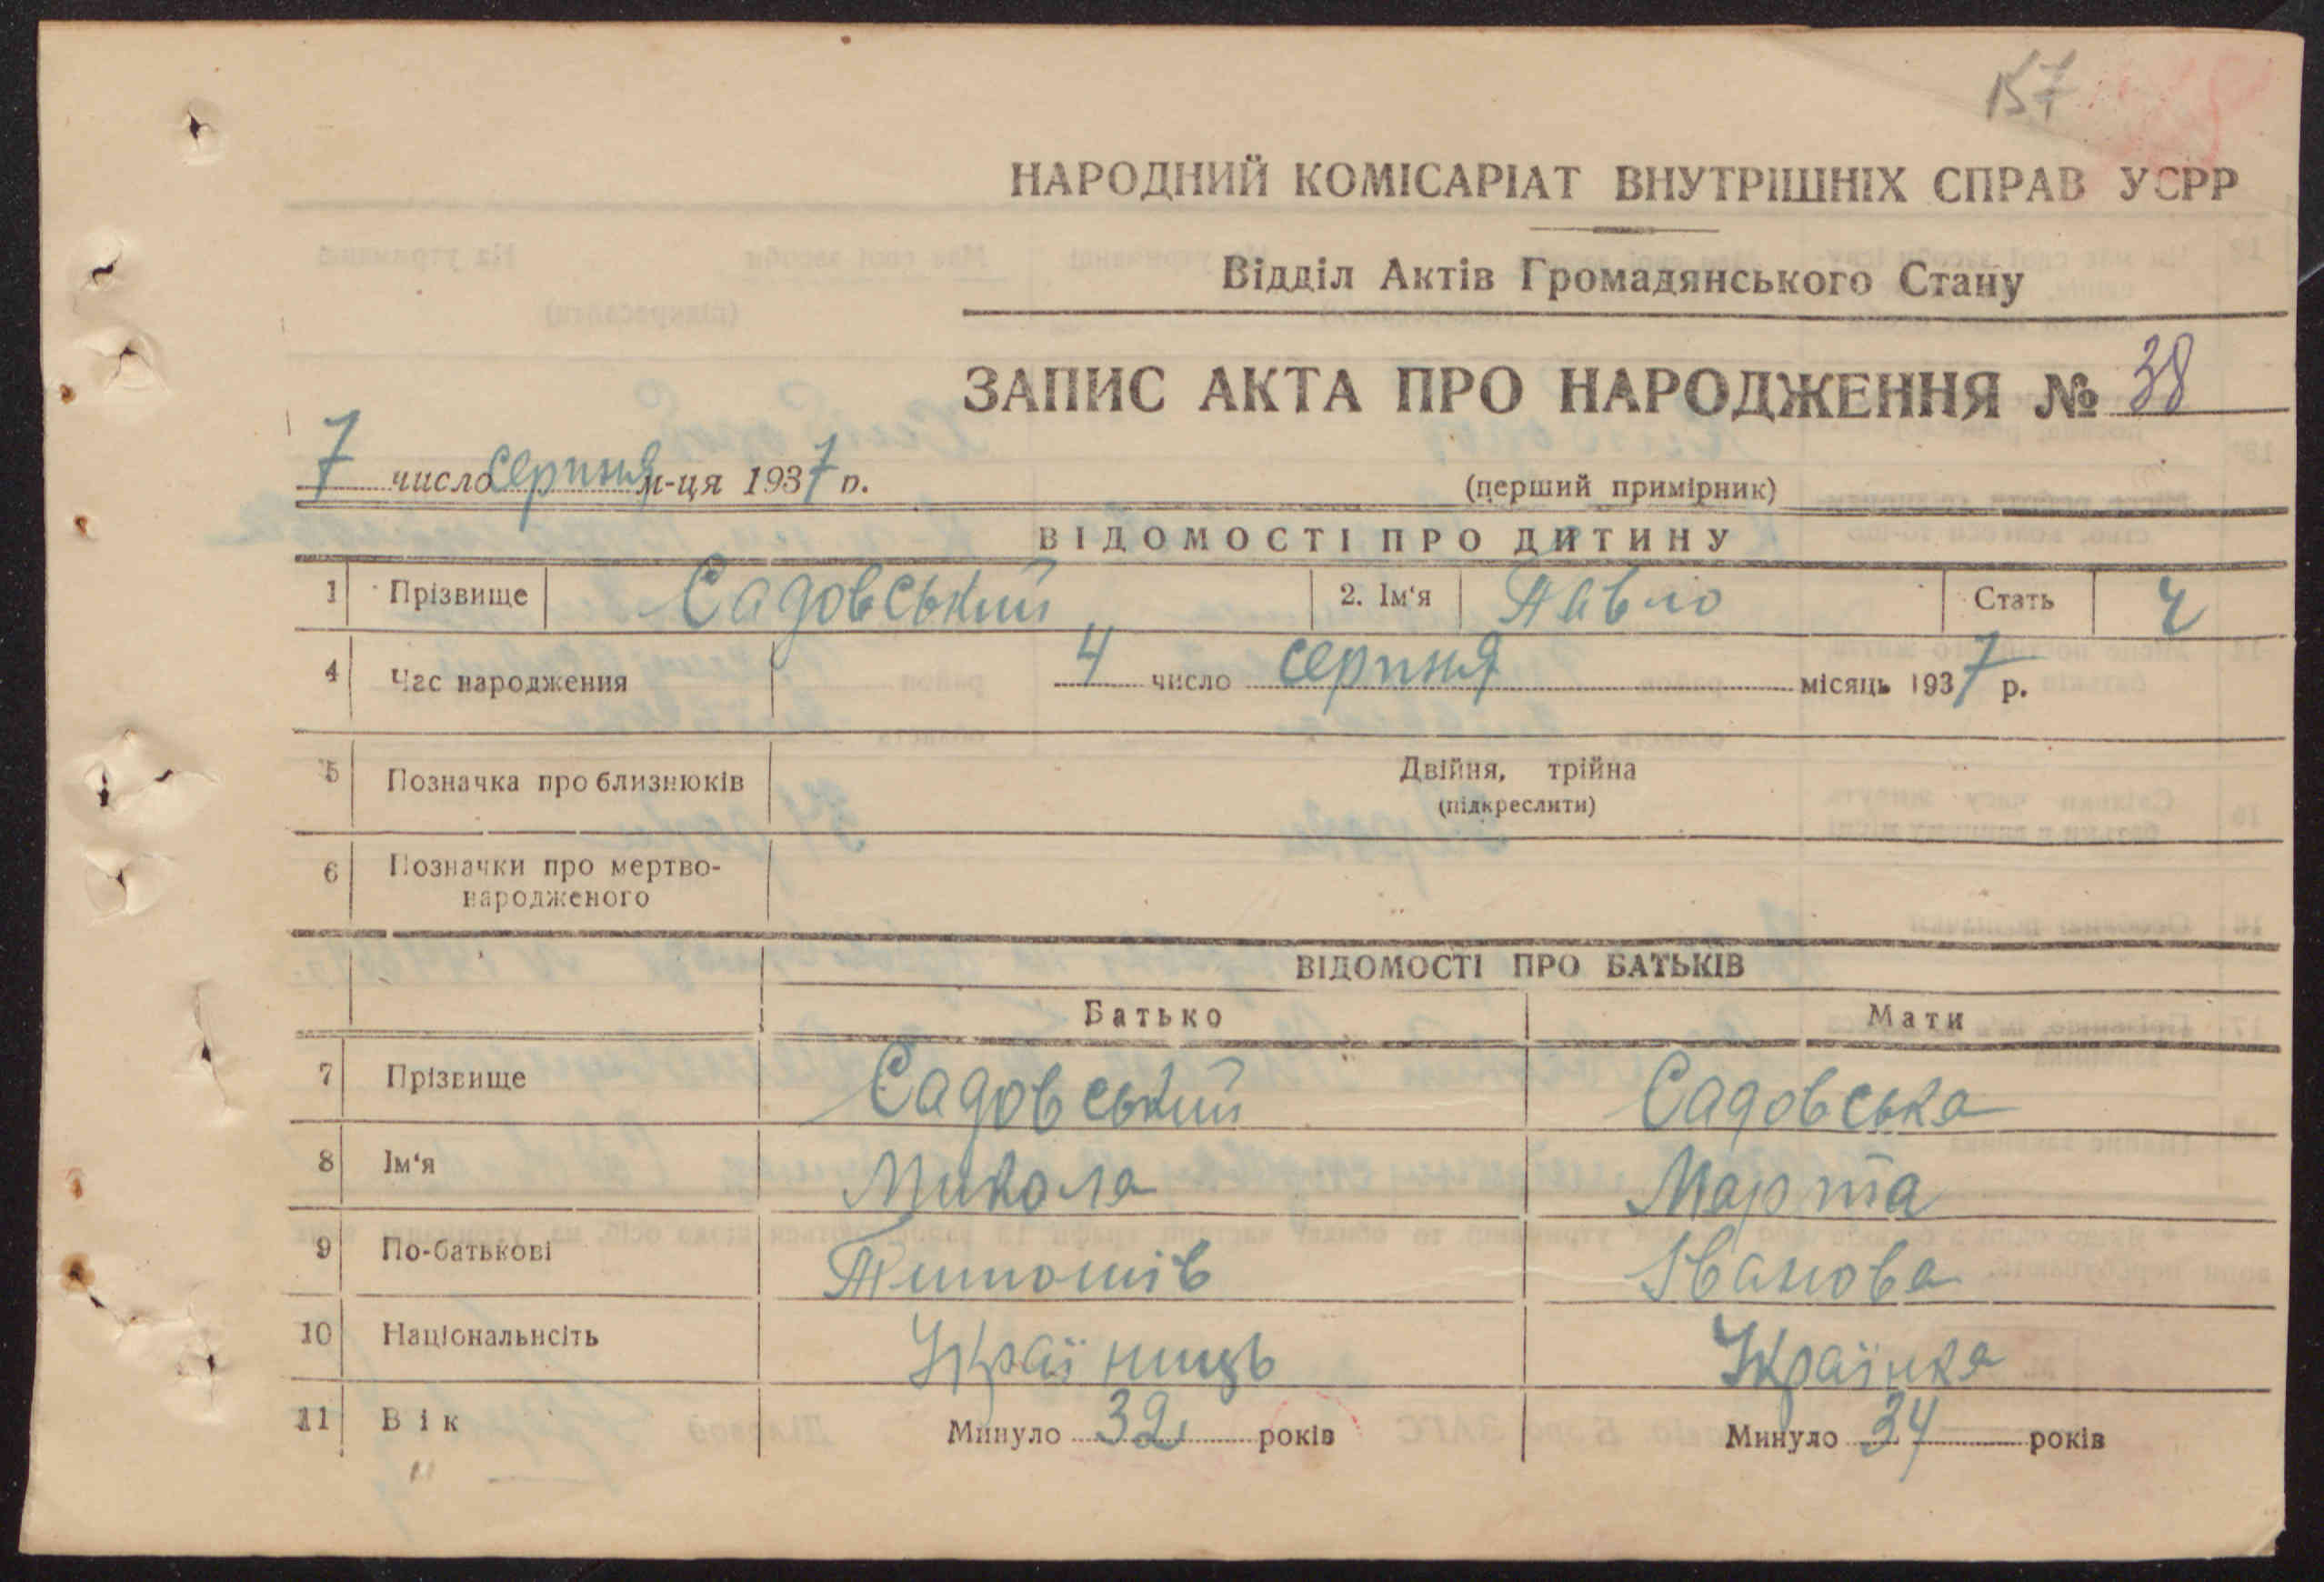 157
НАРОДНИЙ КОМІСАРІАТ ВНУТРІШНІХ СПРАВ УСРР
Відділ Актів Громадянського Стану
ЗАПИС АКТА ПРО НАРОДЖЕННЯ № 38
7 число серпня м-ця 1937 р.
(перший примірник)
ВІДОМОСТІ ПРО ДИТИНУ
1 Прізвище Садовський 2. Ім'я Павло Стать Ч
4 Час народження 4 число серпня місяць 1937 р.
5 Позначка про близнюків Двійня, трійна
(підкреслити)
6 Позначки про мертво-
народженого
ВІДОМОСТІ ПРО БАТЬКІВ
Батько Мати
7 Прізвище Садовський Садовська
8 Ім'я Микола Марта
9 По-батькові Іванова
10 Національнсіть Українць Українка
11 Вік Минуло 32 років Минуло 34 років